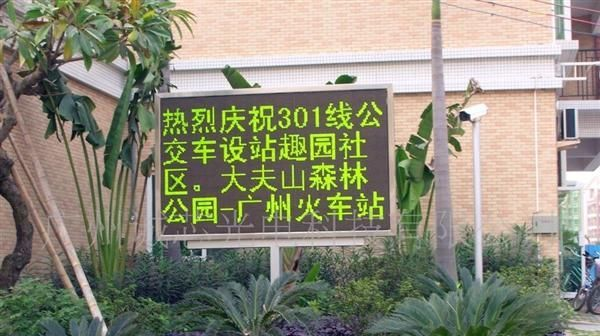 热烈庆祝301线公
交车设站趣园社
区。大夫山森林
公园-广州火车站